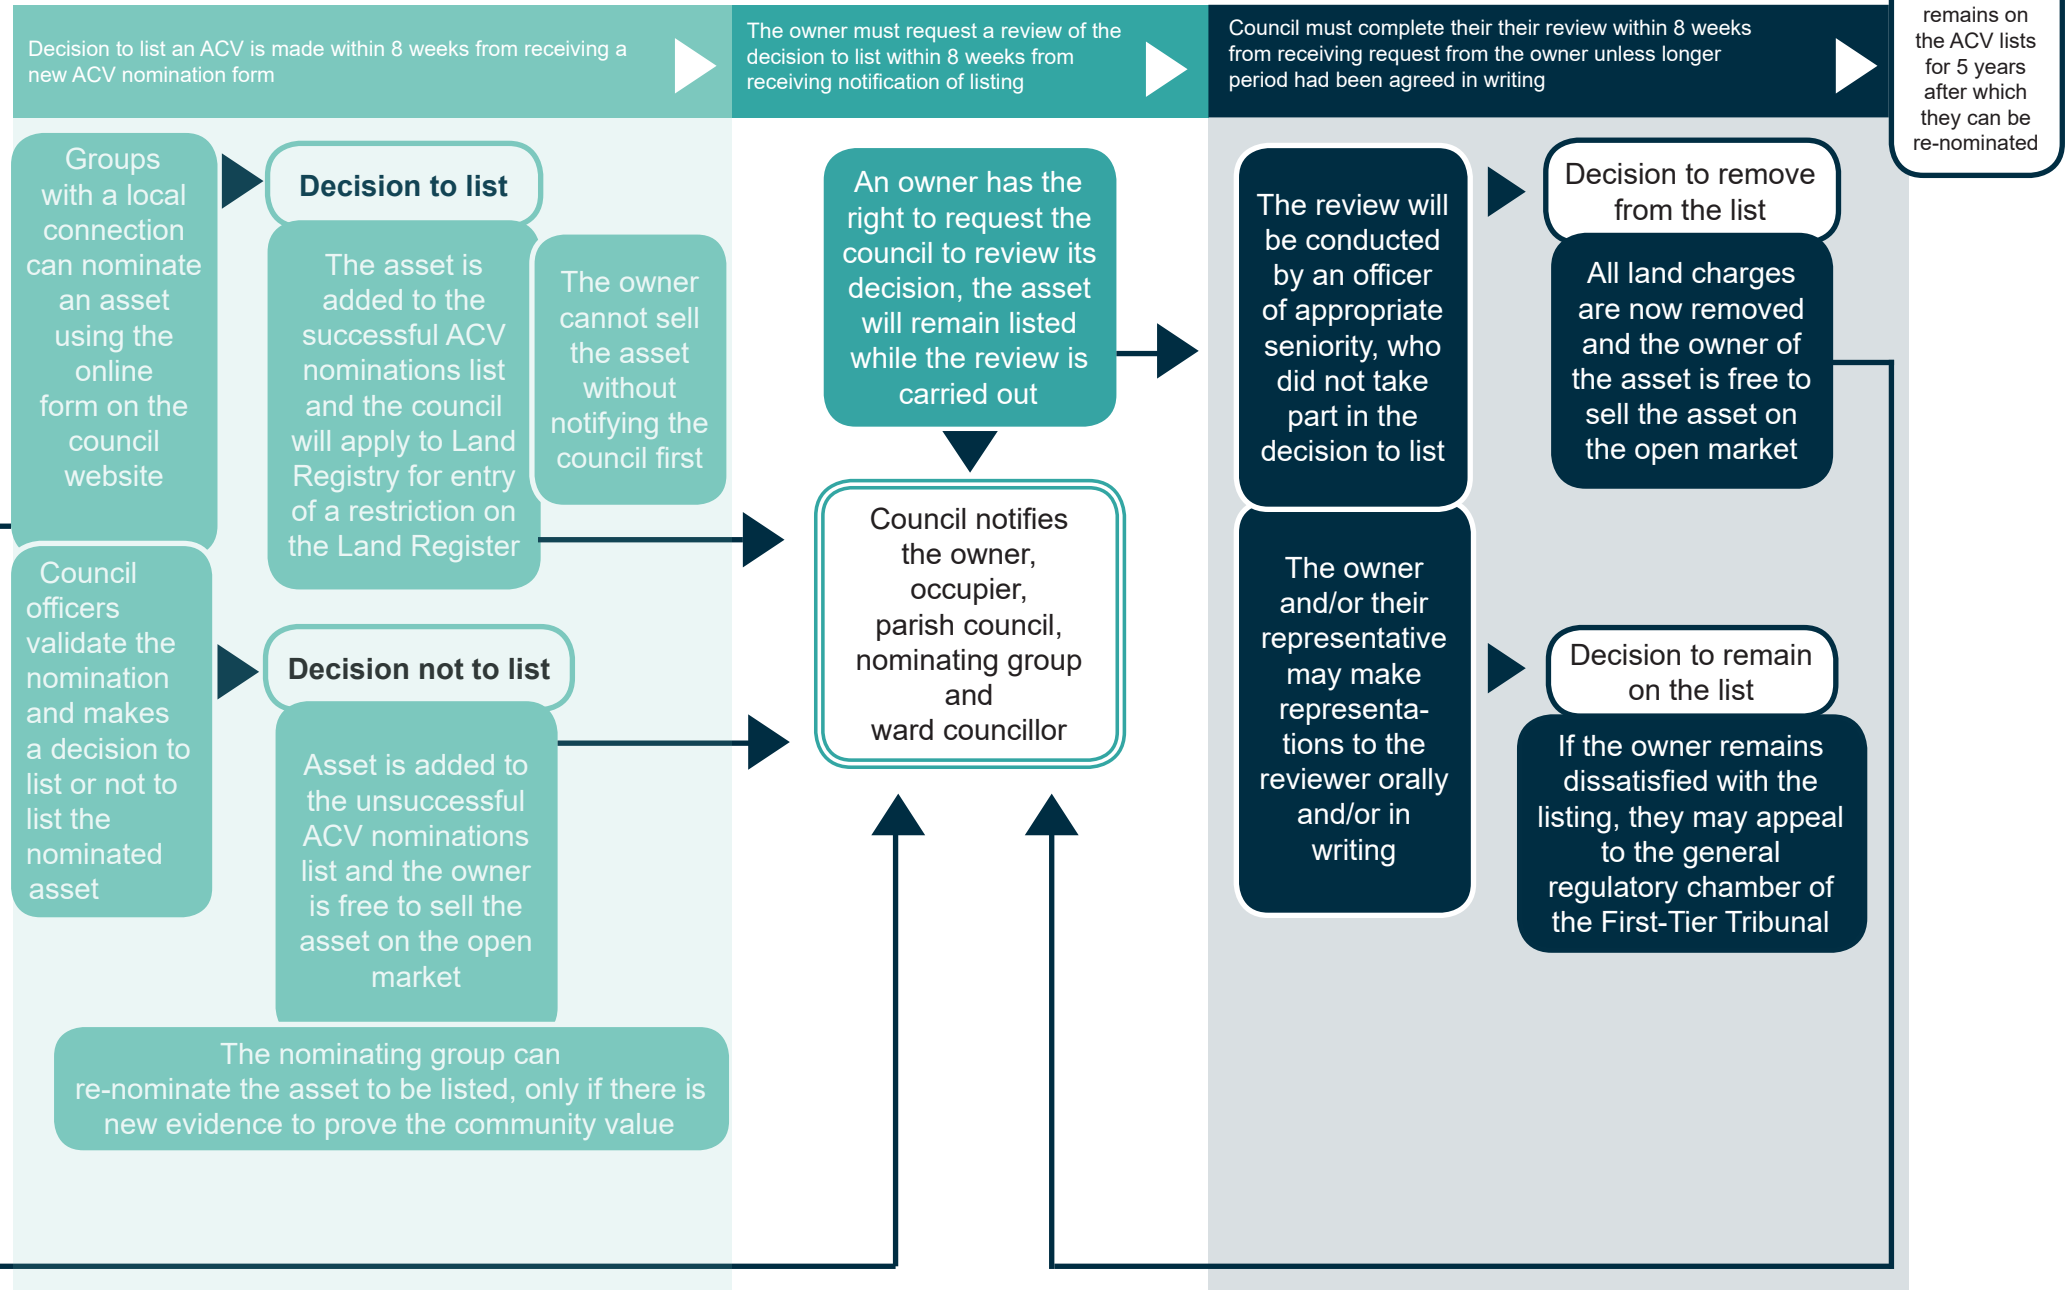 Decision to list an ACV is made within 8 weeks from receiving a
new ACV nomination form
The owner must request a review of the
decision to list within 8 weeks from
receiving notification of listing
Council must complete their their review within 8 weeks
from receiving request from the owner unless longer
period had been agreed in writing
remains on
the ACV lists
for 5 years
after which
they can be
re-nominated
Groups
with a local
connection
can nominate
an asset
using the
online
form on the
council
website
Council
officers
validate the
nomination
and makes
a decision to
list or not to
list the
nominated
asset
Decision to list
The asset is
added to the
successful ACV
nominations list
and the council
will apply to Land
Registry for entry
of a restriction on
the Land Register
The owner
cannot sell
the asset
without
notifying the
council first
Decision not to list
Asset is added to
the unsuccessful
ACV nominations
list and the owner
is free to sell the
asset on the open
market
The nominating group can
re-nominate the asset to be listed, only if there is
new evidence to prove the community value
An owner has the
right to request the
council to review its
decision, the asset
will remain listed
while the review is
carried out
Council notifies
the owner,
occupier,
parish council,
nominating group
and
ward councillor
The review will
be conducted
by an officer
of appropriate
seniority, who
did not take
part in the
decision to list
The owner
and/or their
representative
may make
representa-
tions to the
reviewer orally
and/or in
writing
Decision to remove
from the list
All land charges
are now removed
and the owner of
the asset is free to
sell the asset on
the open market
Decision to remain
on the list
If the owner remains
dissatisfied with the
listing, they may appeal
to the general
regulatory chamber of
the First-Tier Tribunal